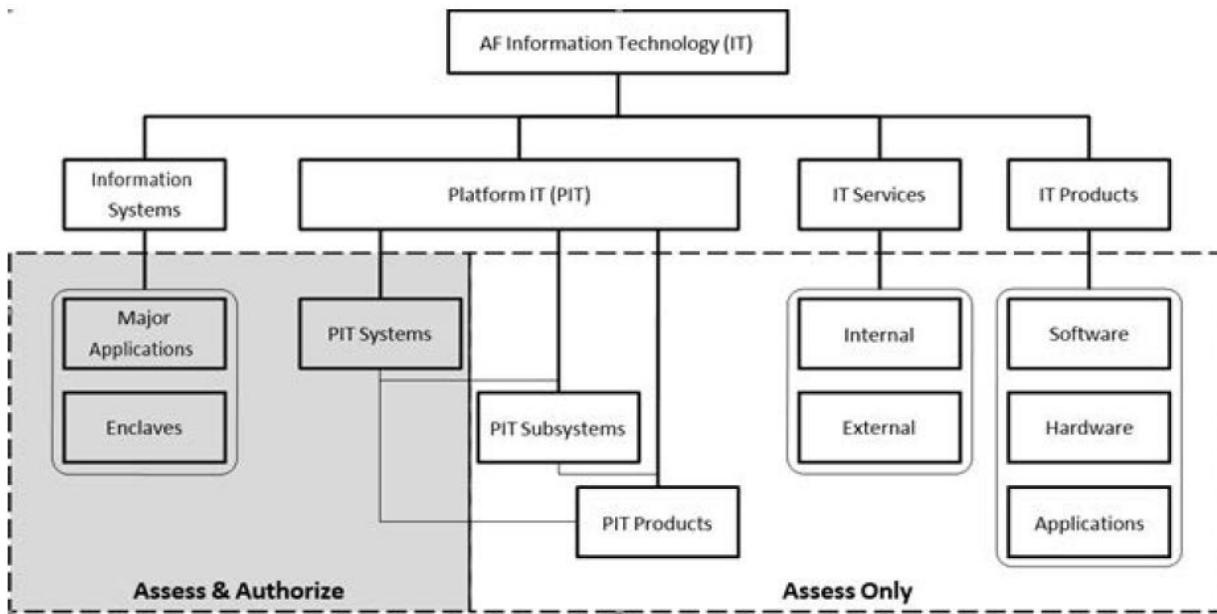 AF Information Technology (IT)
Information
Systems
Platform IT (PIT)
IT Services
IT Products
Major
Applications
PIT Systems
Internal
Software
Enclaves
PIT Subsystems
External
Hardware
PIT Products
Applications
Assess & Authorize
Assess Only